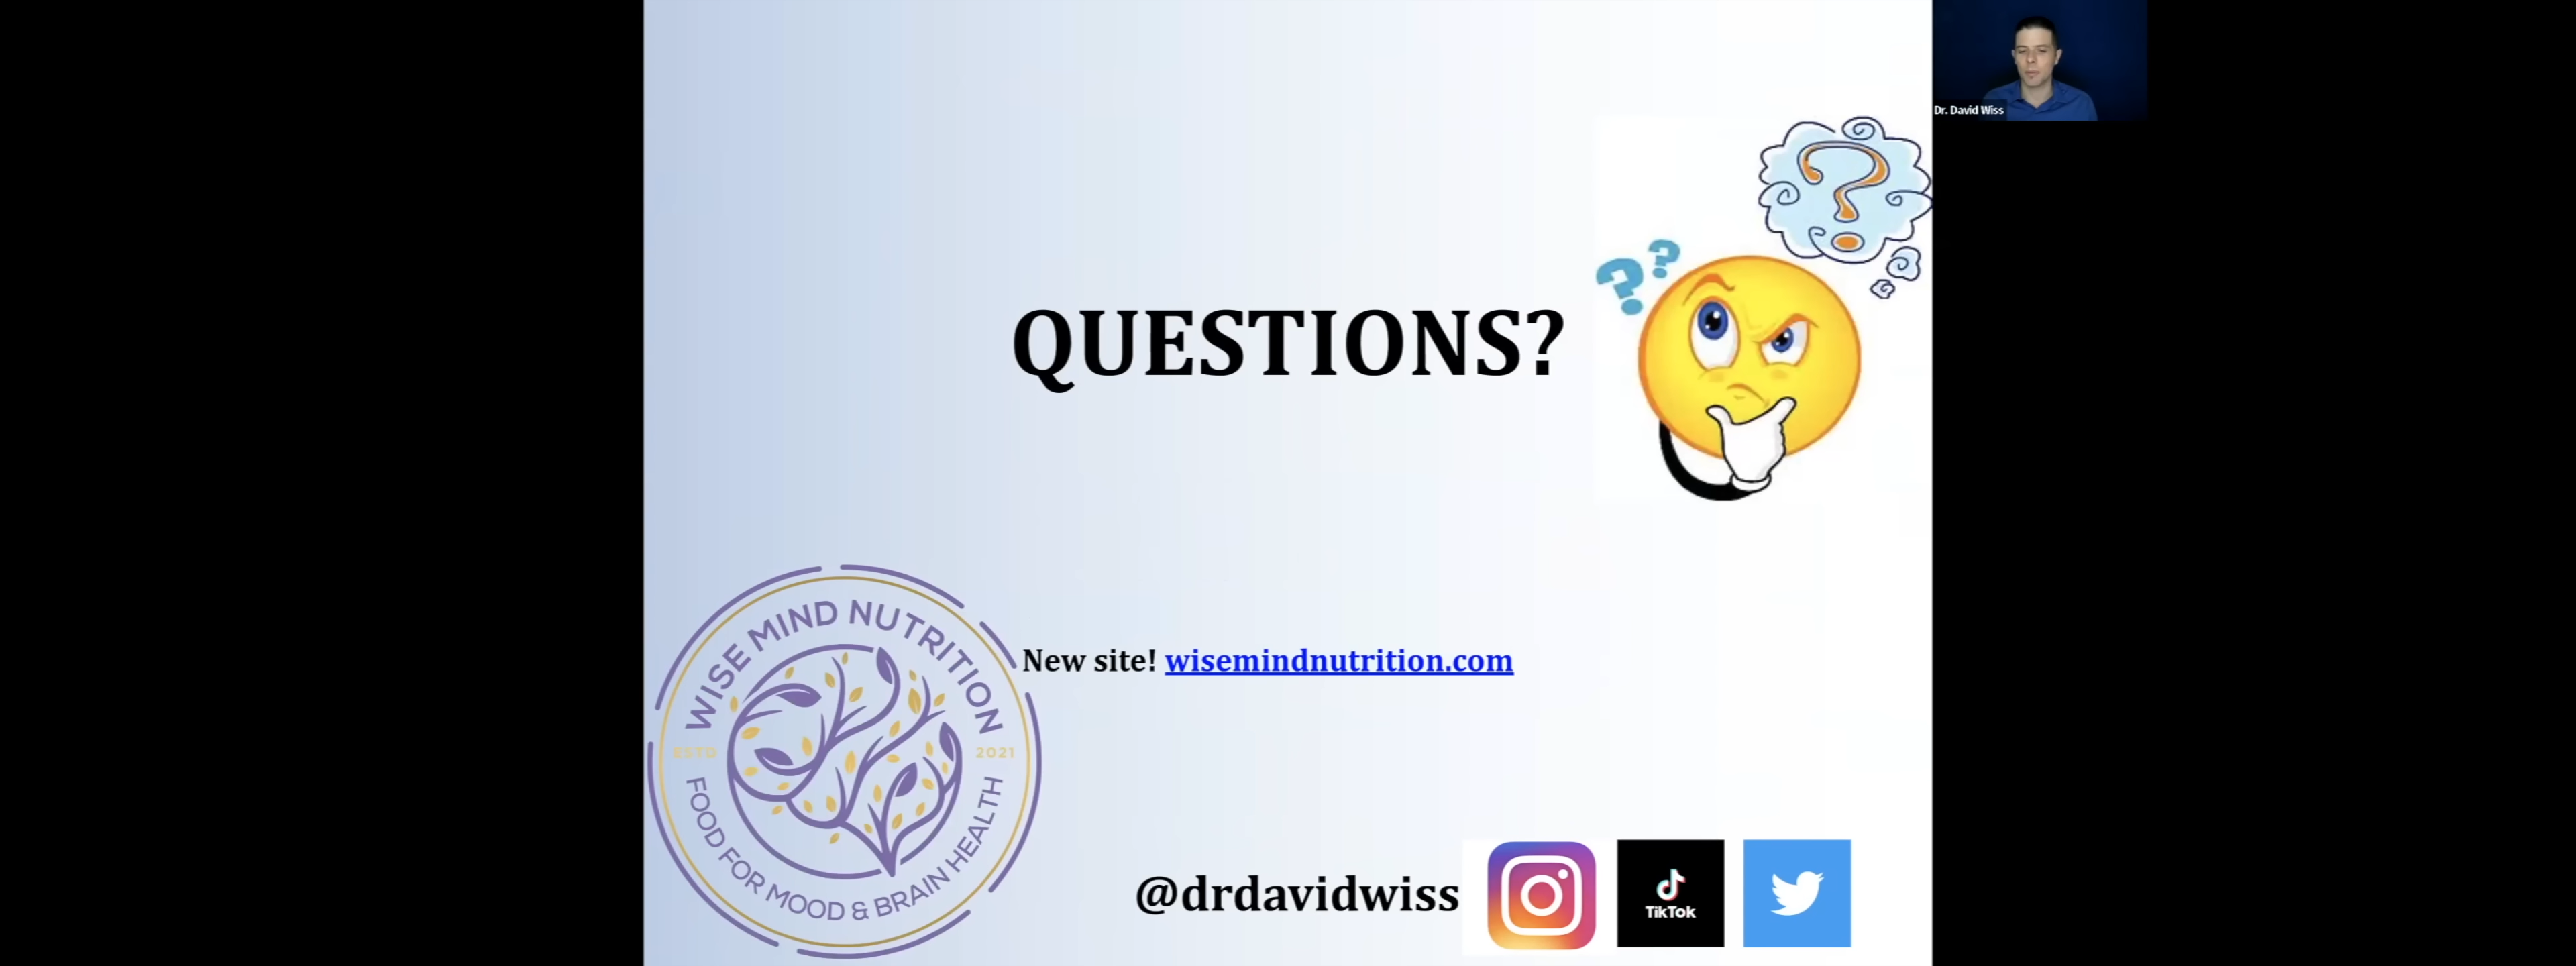 Dr. David Wiss
?
? ?
QUESTIONS?
WISE MIND NUTRITION
New site! wisemindnutrition.com
ESTD 2021
FOOD FOR MOOD & BRAIN HEALTH
@drdavidwiss
TikTok